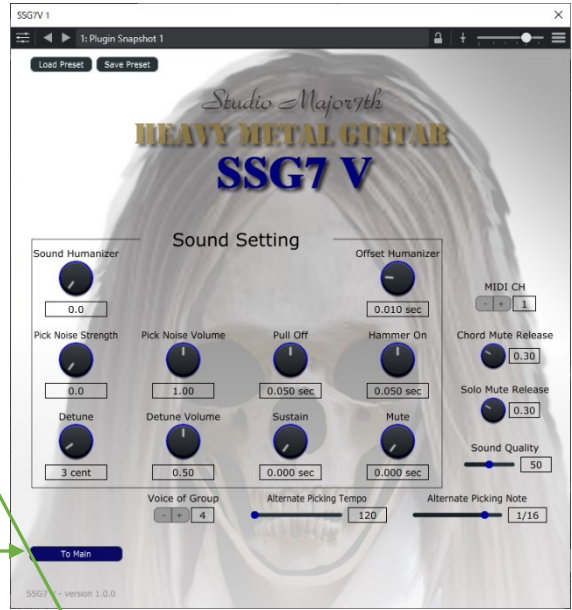 SSG7V 1
1: Plugin Snapshot 1
Load Preset Save Preset
Studio Major7th
HEAVY METAL GUITAR
SSG7 V
Sound Setting
Sound Humanizer Offset Humanizer
0.0 0.010 sec
MIDI CH
- + 1
Pick Noise Strength Pick Noise Volume Pull Off Hammer On Chord Mute Release
0.0 1.00 0.050 sec 0.050 sec 0.30
Solo Mute Release
0.30
Detune Detune Volume Sustain Mute
3 cent 0.50 0.000 sec 0.000 sec
Sound Quality
50
Voice of Group Alternate Picking Tempo Alternate Picking Note
- + 4 120 1/16
To Main
SSG7 V - version 1.0.0